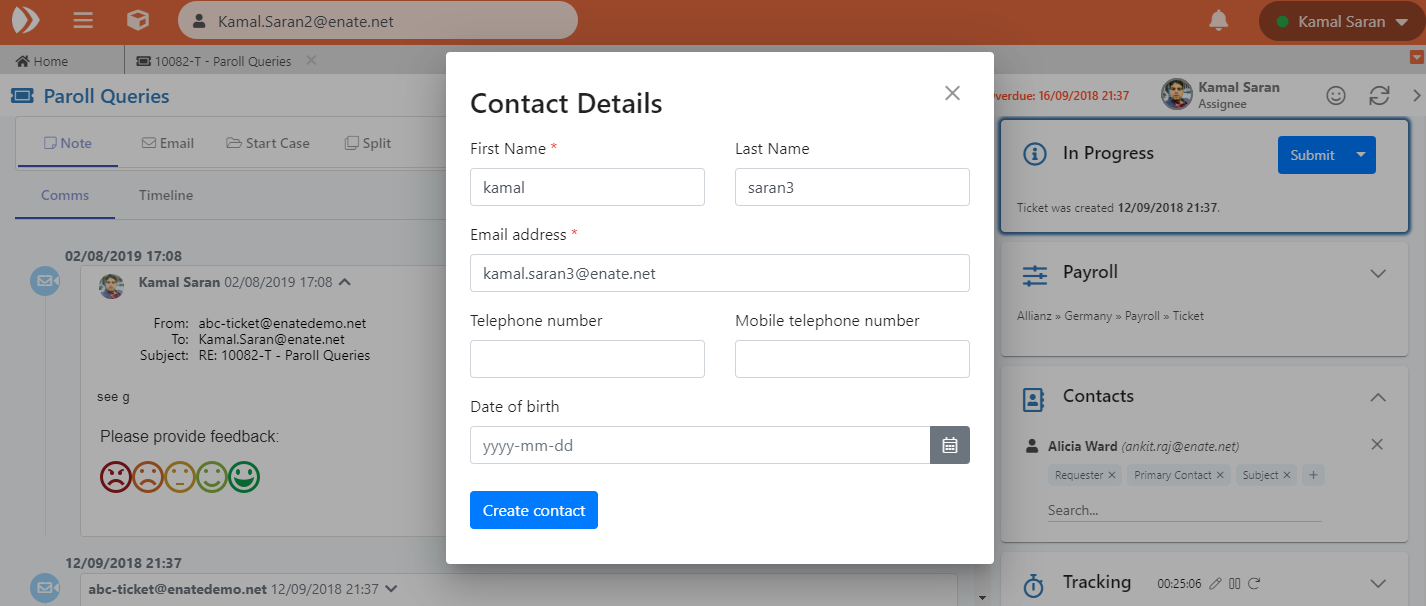 Kamal.Saran2@enate.net
Kamal Saran
Home
10082-T - Paroll Queries
Paroll Queries
verdue: 16/09/2018 21:37
Kamal Saran
Assignee
Note Email Start Case Split
Comms Timeline
02/08/2019 17:08
Kamal Saran 02/08/2019 17:08
From: abc-ticket@enatedemo.net
To: Kamal.Saran@enate.net
Subject: RE: 10082-T - Paroll Queries
see g
Please provide feedback:
12/09/2018 21:37
abc-ticket@enatedemo.net 12/09/2018 21:37
Contact Details
First Name * Last Name
kamal saran3
Email address *
kamal.saran3@enate.net
Telephone number Mobile telephone number
Date of birth
yyyy-mm-dd
Create contact
In Progress
Submit
Ticket was created 12/09/2018 21:37.
Payroll
Allianz » Germany » Payroll » Ticket
Contacts
Alicia Ward (ankit.raj@enate.net)
Requester × Primary Contact × Subject × +
Search...
Tracking 00:25:06